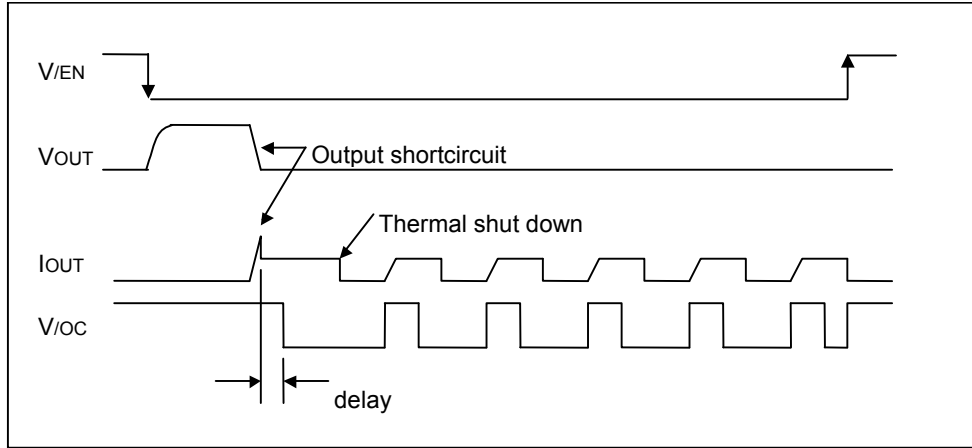 V/EN
VOUT
Output shortcircuit
Thermal shut down
IOUT
V/OC
delay